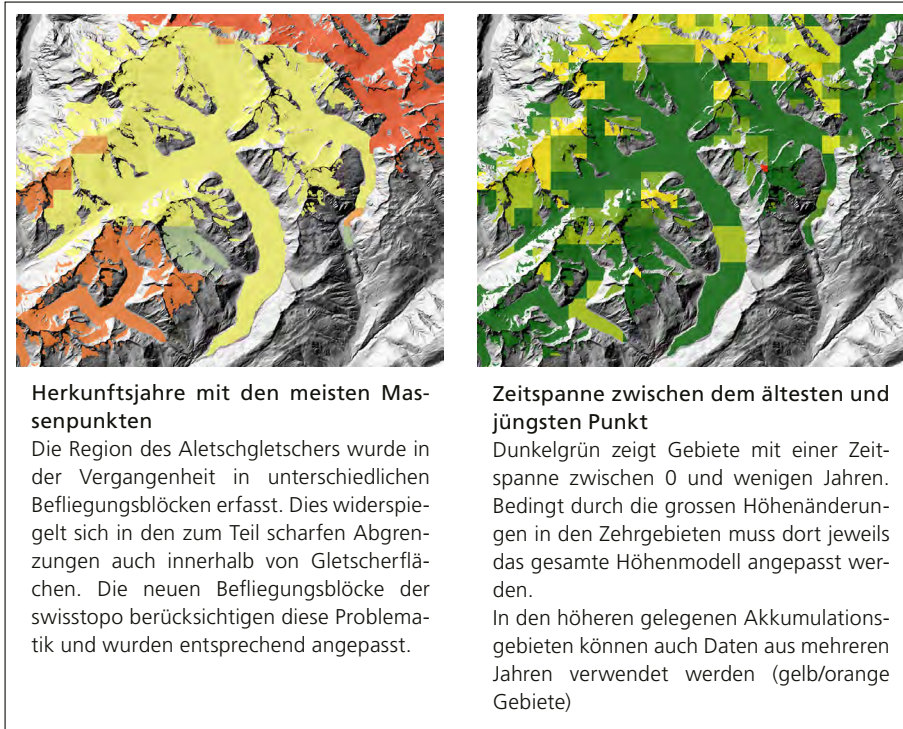 Herkunftsjahre mit den meisten Mas-
senpunkten
Die Region des Aletschgletschers wurde in
der Vergangenheit in unterschiedlichen
Befliegungsblöcken erfasst. Dies widerspie-
gelt sich in den zum Teil scharfen Abgren-
zungen auch innerhalb von Gletscherflä-
chen. Die neuen Befliegungsblöcke der
swisstopo berücksichtigen diese Problema-
tik und wurden entsprechend angepasst.
Zeitspanne zwischen dem ältesten und
jüngsten Punkt
Dunkelgrün zeigt Gebiete mit einer Zeit-
spanne zwischen 0 und wenigen Jahren.
Bedingt durch die grossen Höhenänderun-
gen in den Zehrgebieten muss dort jeweils
das gesamte Höhenmodell angepasst wer-
den.
In den höheren gelegenen Akkumulations-
gebieten können auch Daten aus mehreren
Jahren verwendet werden (gelb/orange
Gebiete)